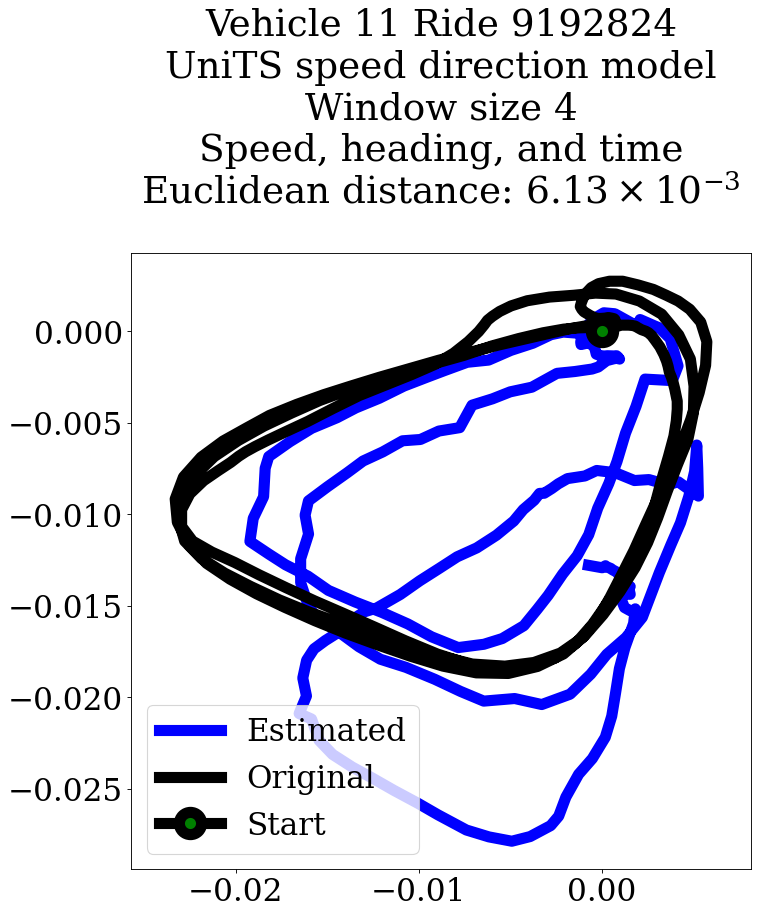 Vehicle 11 Ride 9192824
UniTS speed direction model
Window size 4
Speed, heading, and time
Euclidean distance: 6.13 × 10⁻³
0.000
−0.005
−0.010
−0.015
−0.020
−0.025
Estimated
Original
Start
−0.02
−0.01
0.00